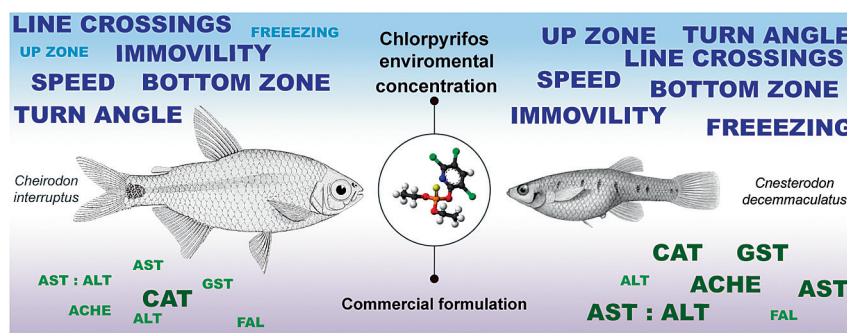 LINE CROSSINGS
UP ZONE
IMMOVILITY
FREEEZING
SPEED
BOTTOM ZONE
TURN ANGLE
Cheirodon
interruptus
AST : ALT
AST
GST
CAT
ACHE
ALT
FAL
Chlorpyrifos
enviromental
concentration
Commercial formulation
UP ZONE
TURN ANGLE
LINE CROSSINGS
SPEED
BOTTOM ZONE
IMMOVILITY
FREEEZING
Cnesterodon
decemmaculatus
CAT
GST
ALT
ACHE
AST
AST : ALT
FAL